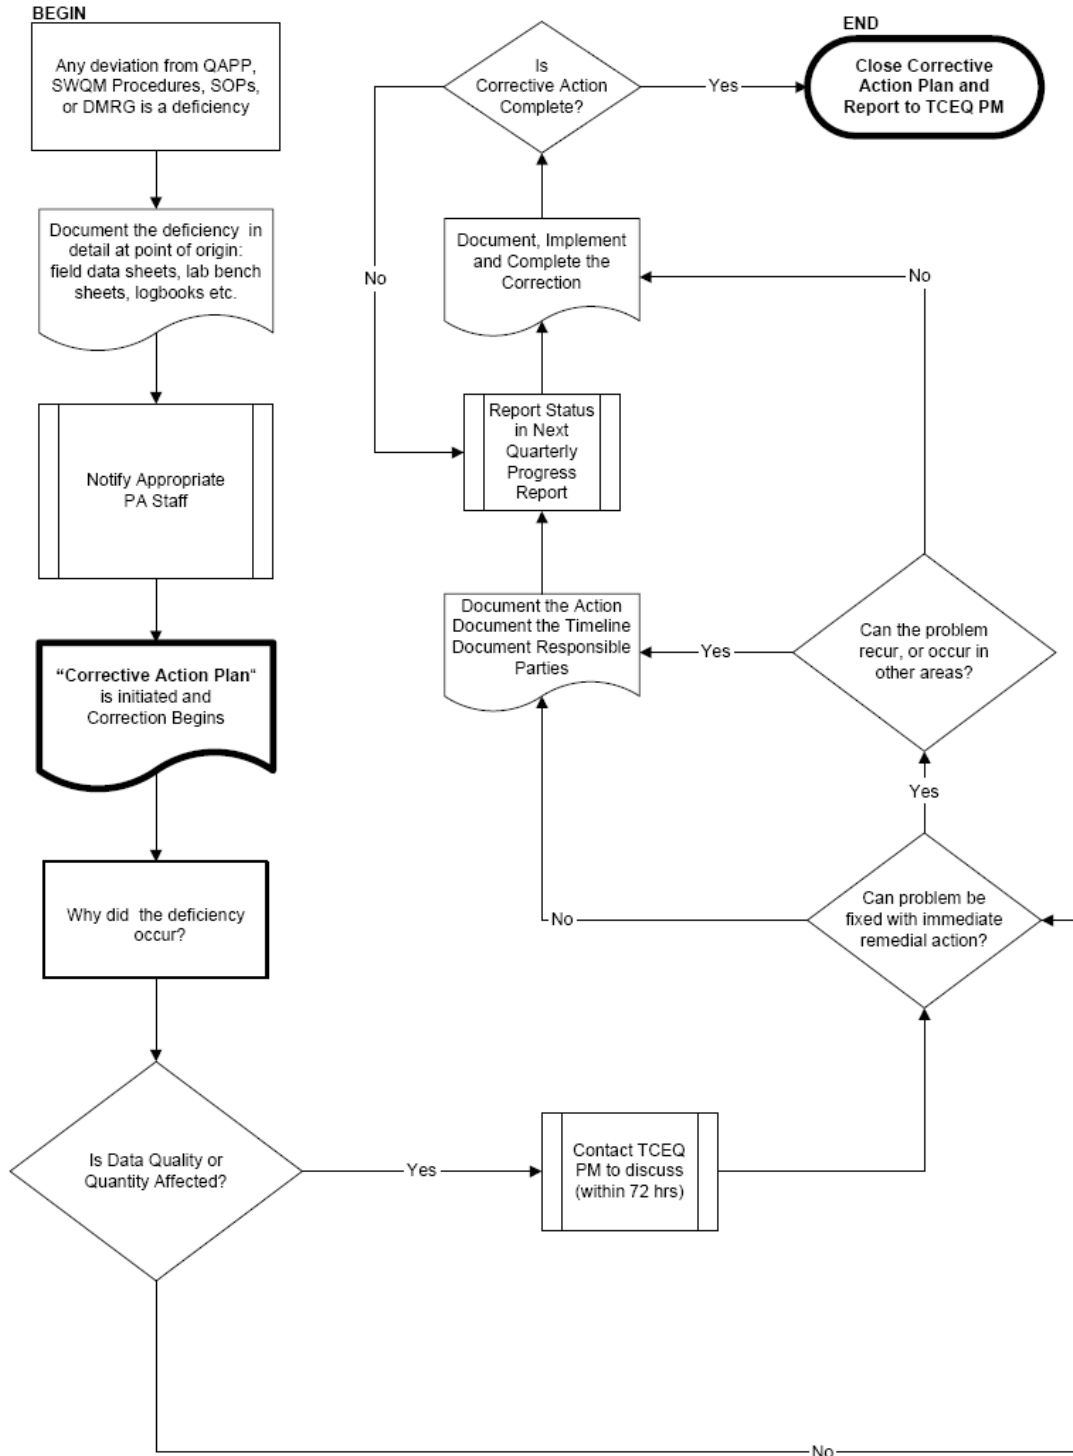 BEGIN
Any deviation from QAPP,
SWQM Procedures, SOPs,
or DMRG is a deficiency
Document the deficiency in
detail at point of origin:
field data sheets, lab bench
sheets, logbooks etc.
Notify Appropriate
PA Staff
“Corrective Action Plan“
is initiated and
Correction Begins
Why did the deficiency
occur?
Is Data Quality or
Quantity Affected?
Yes
No
Contact TCEQ
PM to discuss
(within 72 hrs)
Can problem be
fixed with immediate
remedial action?
No
Yes
Can the problem
recur, or occur in
other areas?
Yes
No
Document the Action
Document the Timeline
Document Responsible
Parties
Report Status
in Next
Quarterly
Progress
Report
Document, Implement
and Complete the
Correction
Is
Corrective Action
Complete?
No
Yes
END
Close Corrective
Action Plan and
Report to TCEQ PM